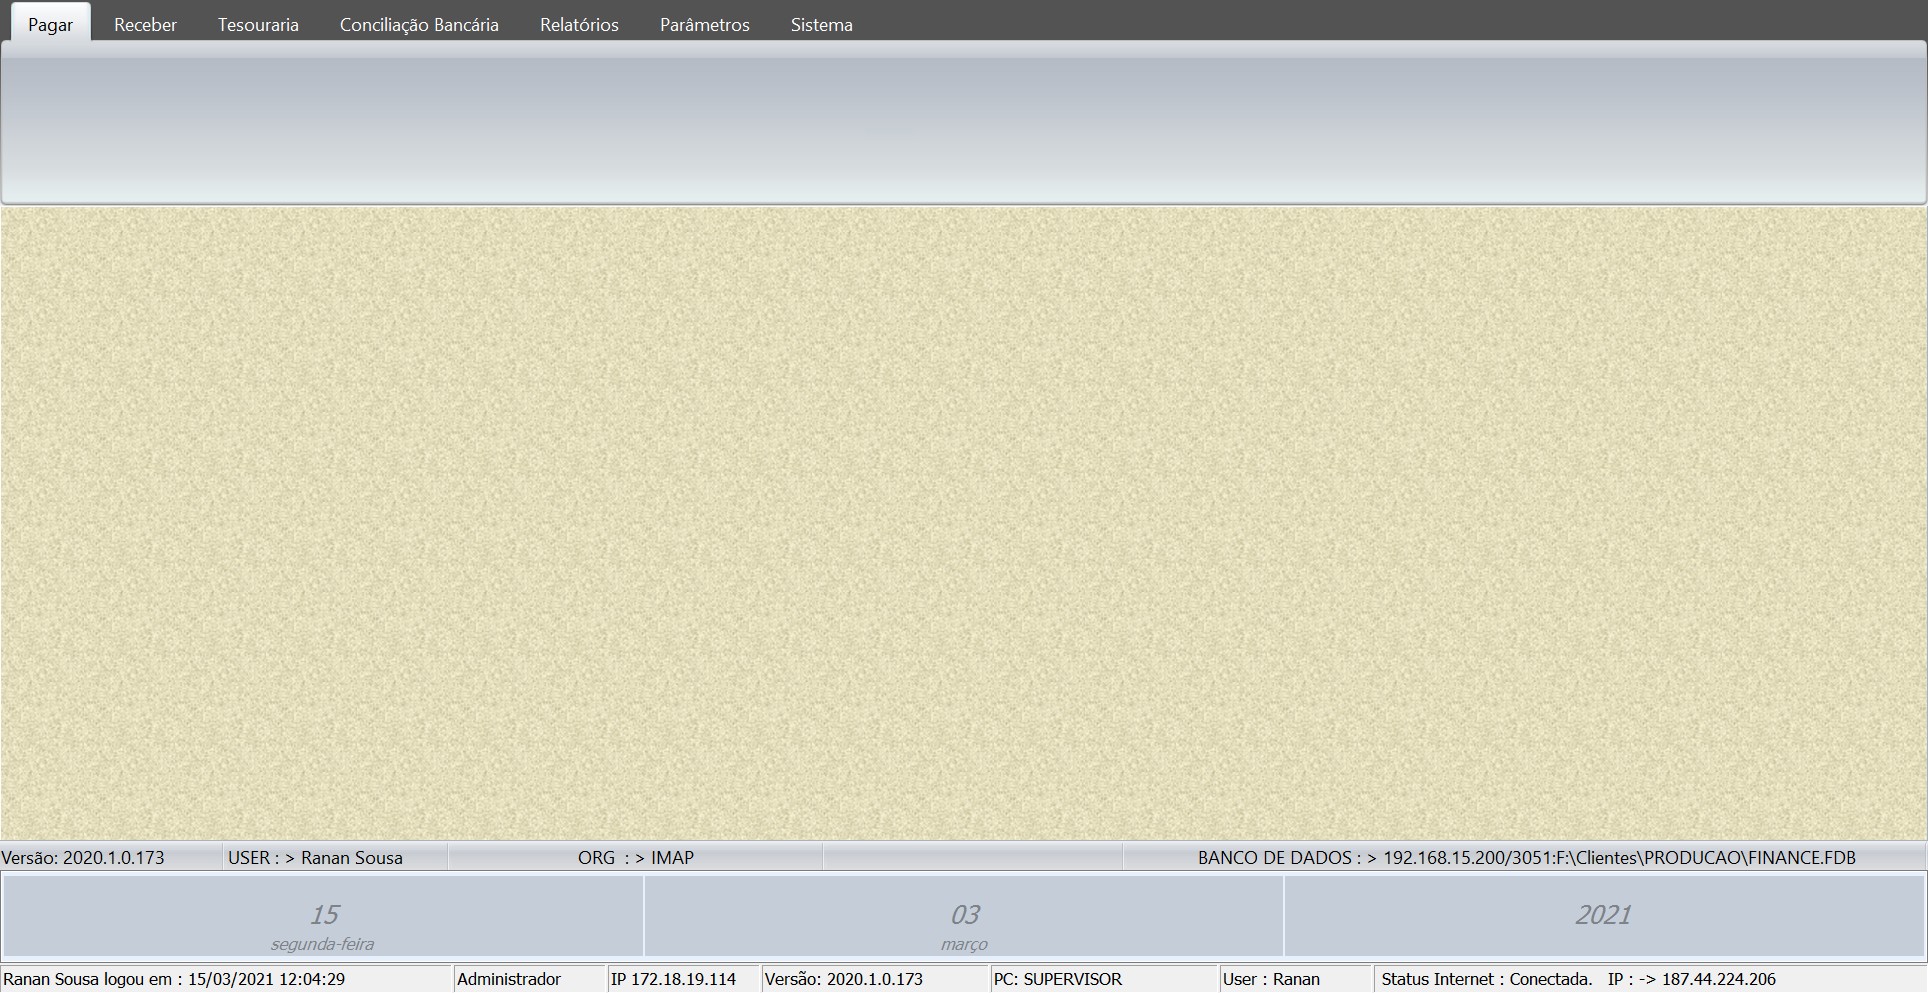 Pagar Receber Tesouraria Conciliação Bancária Relatórios Parâmetros Sistema
Versão: 2020.1.0.173 USER : > Ranan Sousa ORG : > IMAP BANCO DE DADOS : > 192.168.15.200/3051:F:\Clientes\PRODUCAO\FINANCE.FDB
15 03 2021
segunda-feira março
Ranan Sousa logou em : 15/03/2021 12:04:29 Administrador IP 172.18.19.114 Versão: 2020.1.0.173 PC: SUPERVISOR User : Ranan Status Internet : Conectada. IP : -> 187.44.224.206